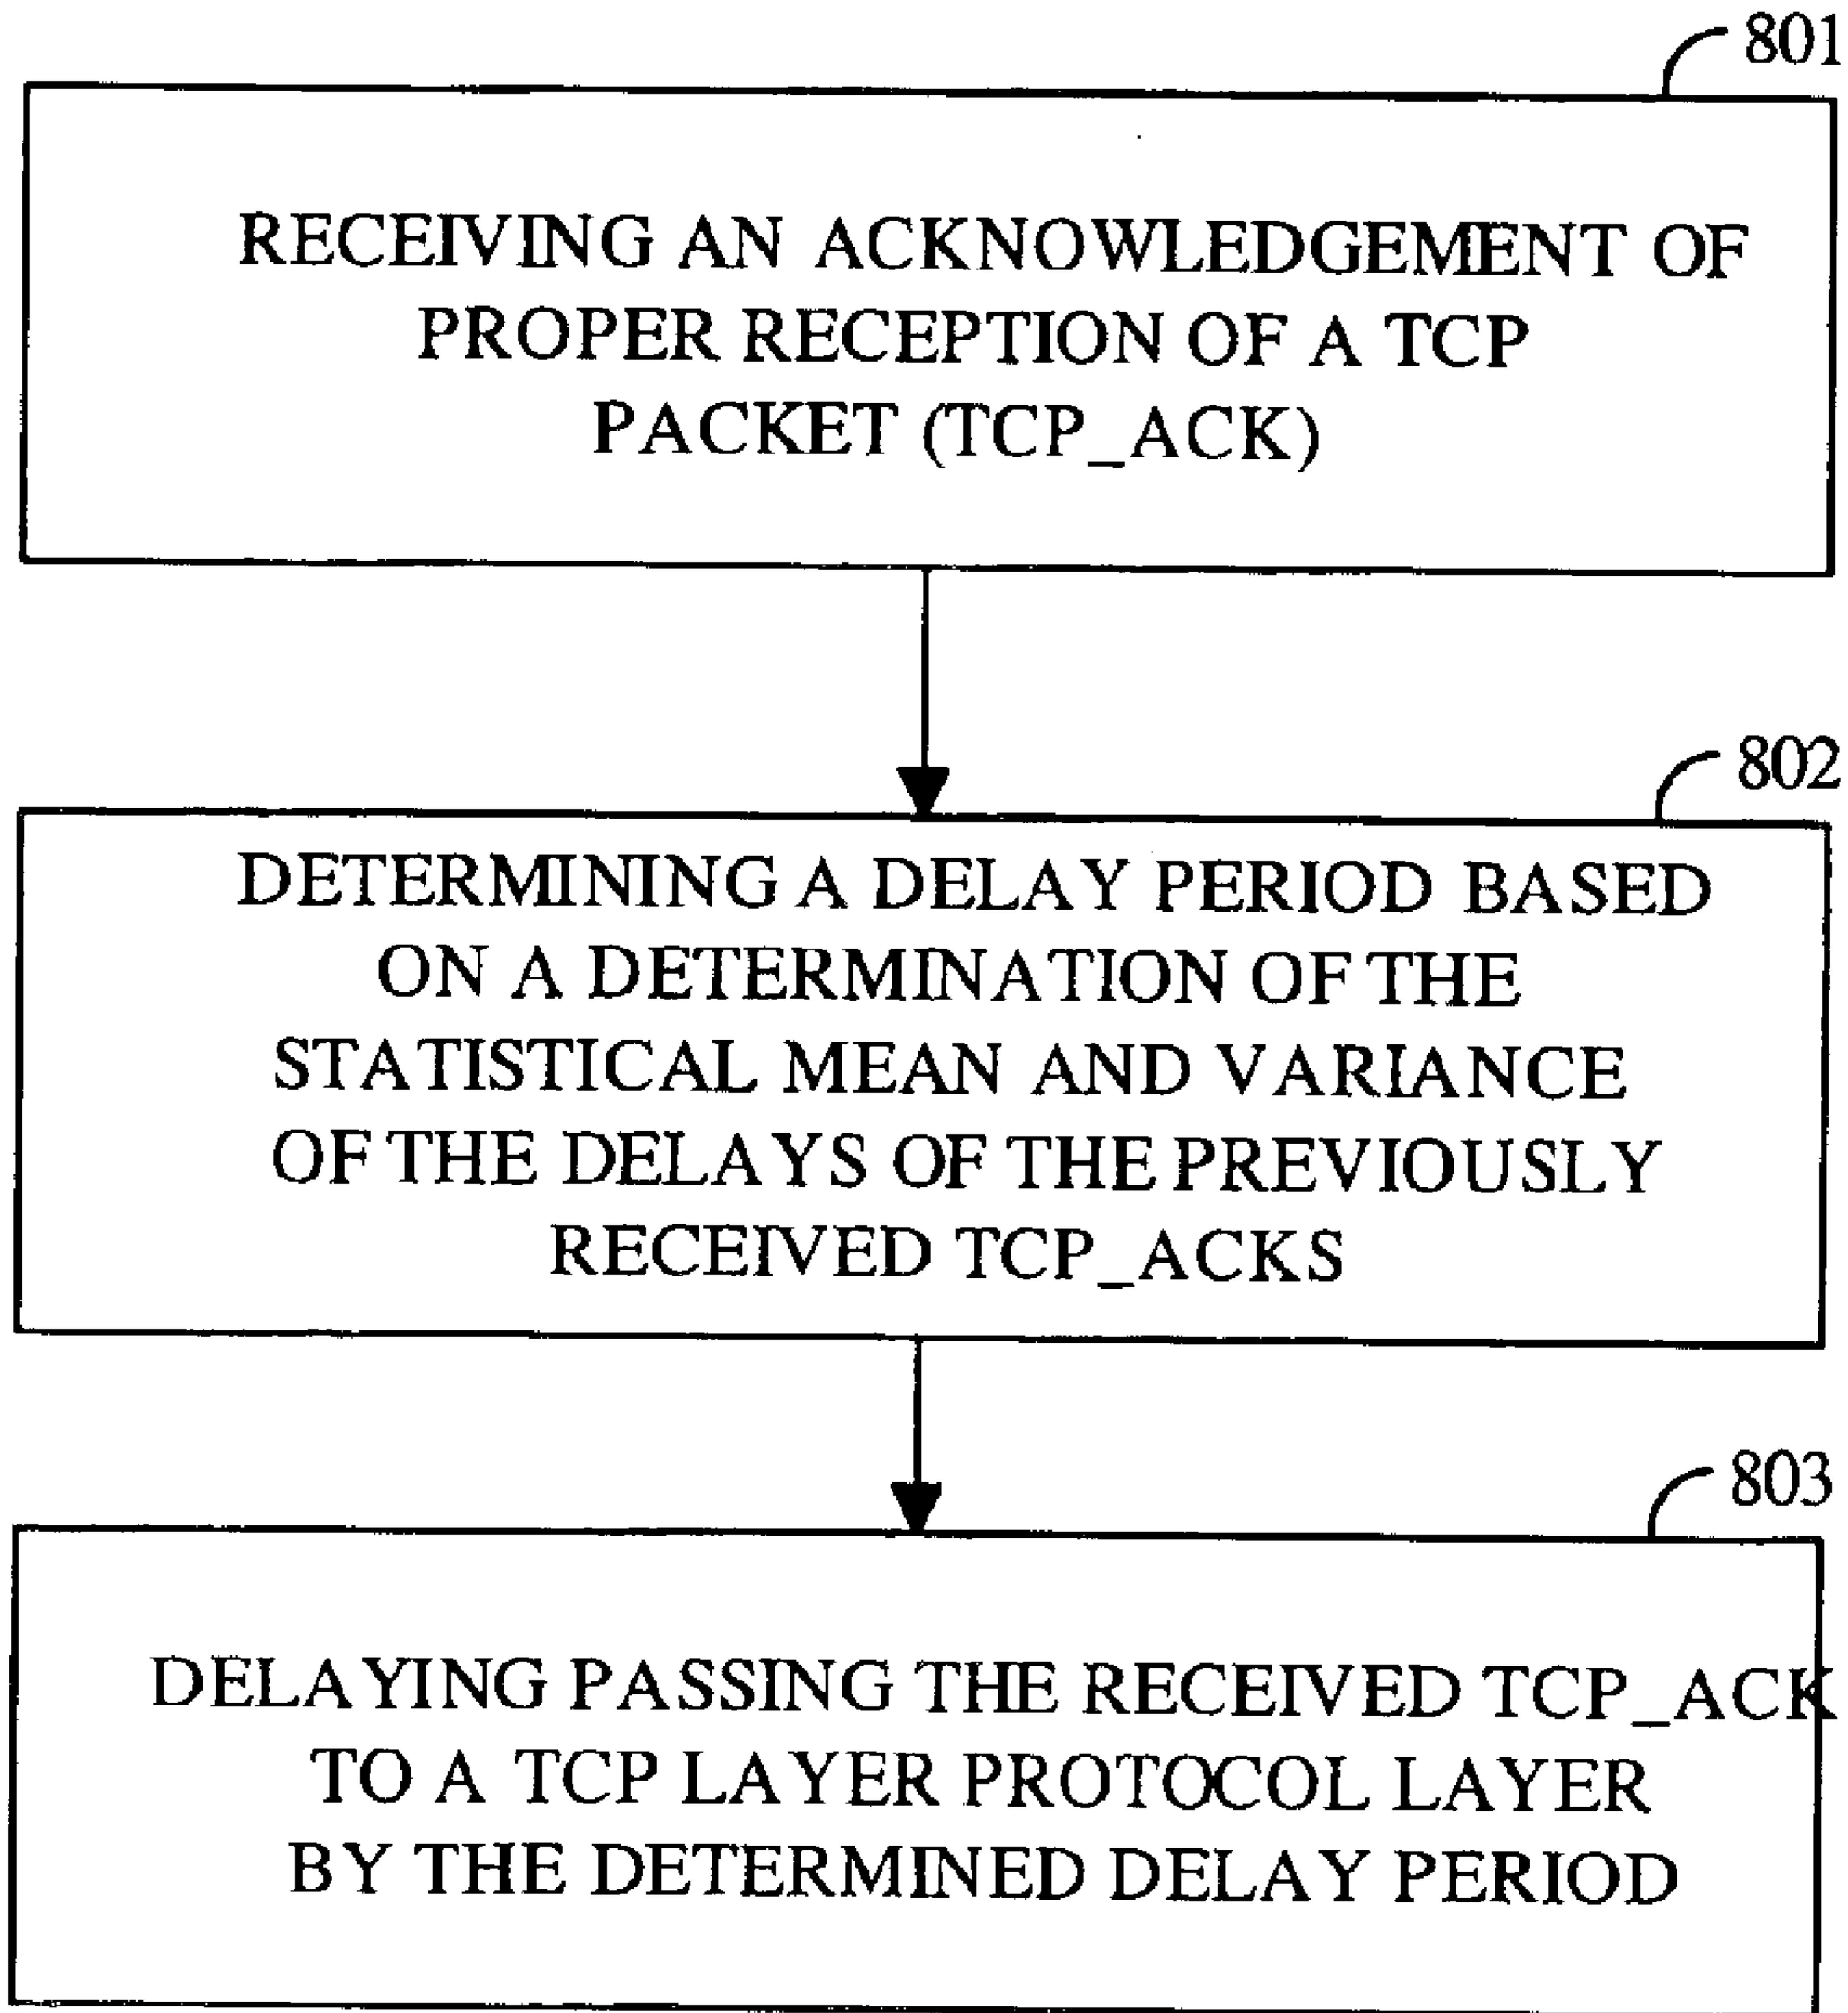 801
RECEIVING AN ACKNOWLEDGEMENT OF
PROPER RECEPTION OF A TCP
PACKET (TCP_ACK)
802
DETERMINING A DELAY PERIOD BASED
ON A DETERMINATION OF THE
STATISTICAL MEAN AND VARIANCE
OF THE DELAYS OF THE PREVIOUSLY
RECEIVED TCP_ACKS
803
DELAYING PASSING THE RECEIVED TCP_ACK
TO A TCP LAYER PROTOCOL LAYER
BY THE DETERMINED DELAY PERIOD